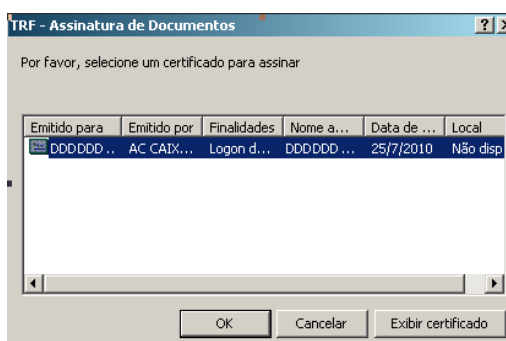 TRF - Assinatura de Documentos
Por favor, selecione um certificado para assinar
Emitido para Emitido por Finalidades Nome a... Data de ... Local
DDDDDD .. AC CAIX... Logon d... DDDDDD ... 25/7/2010 Não disp
OK Cancelar Exibir certificado